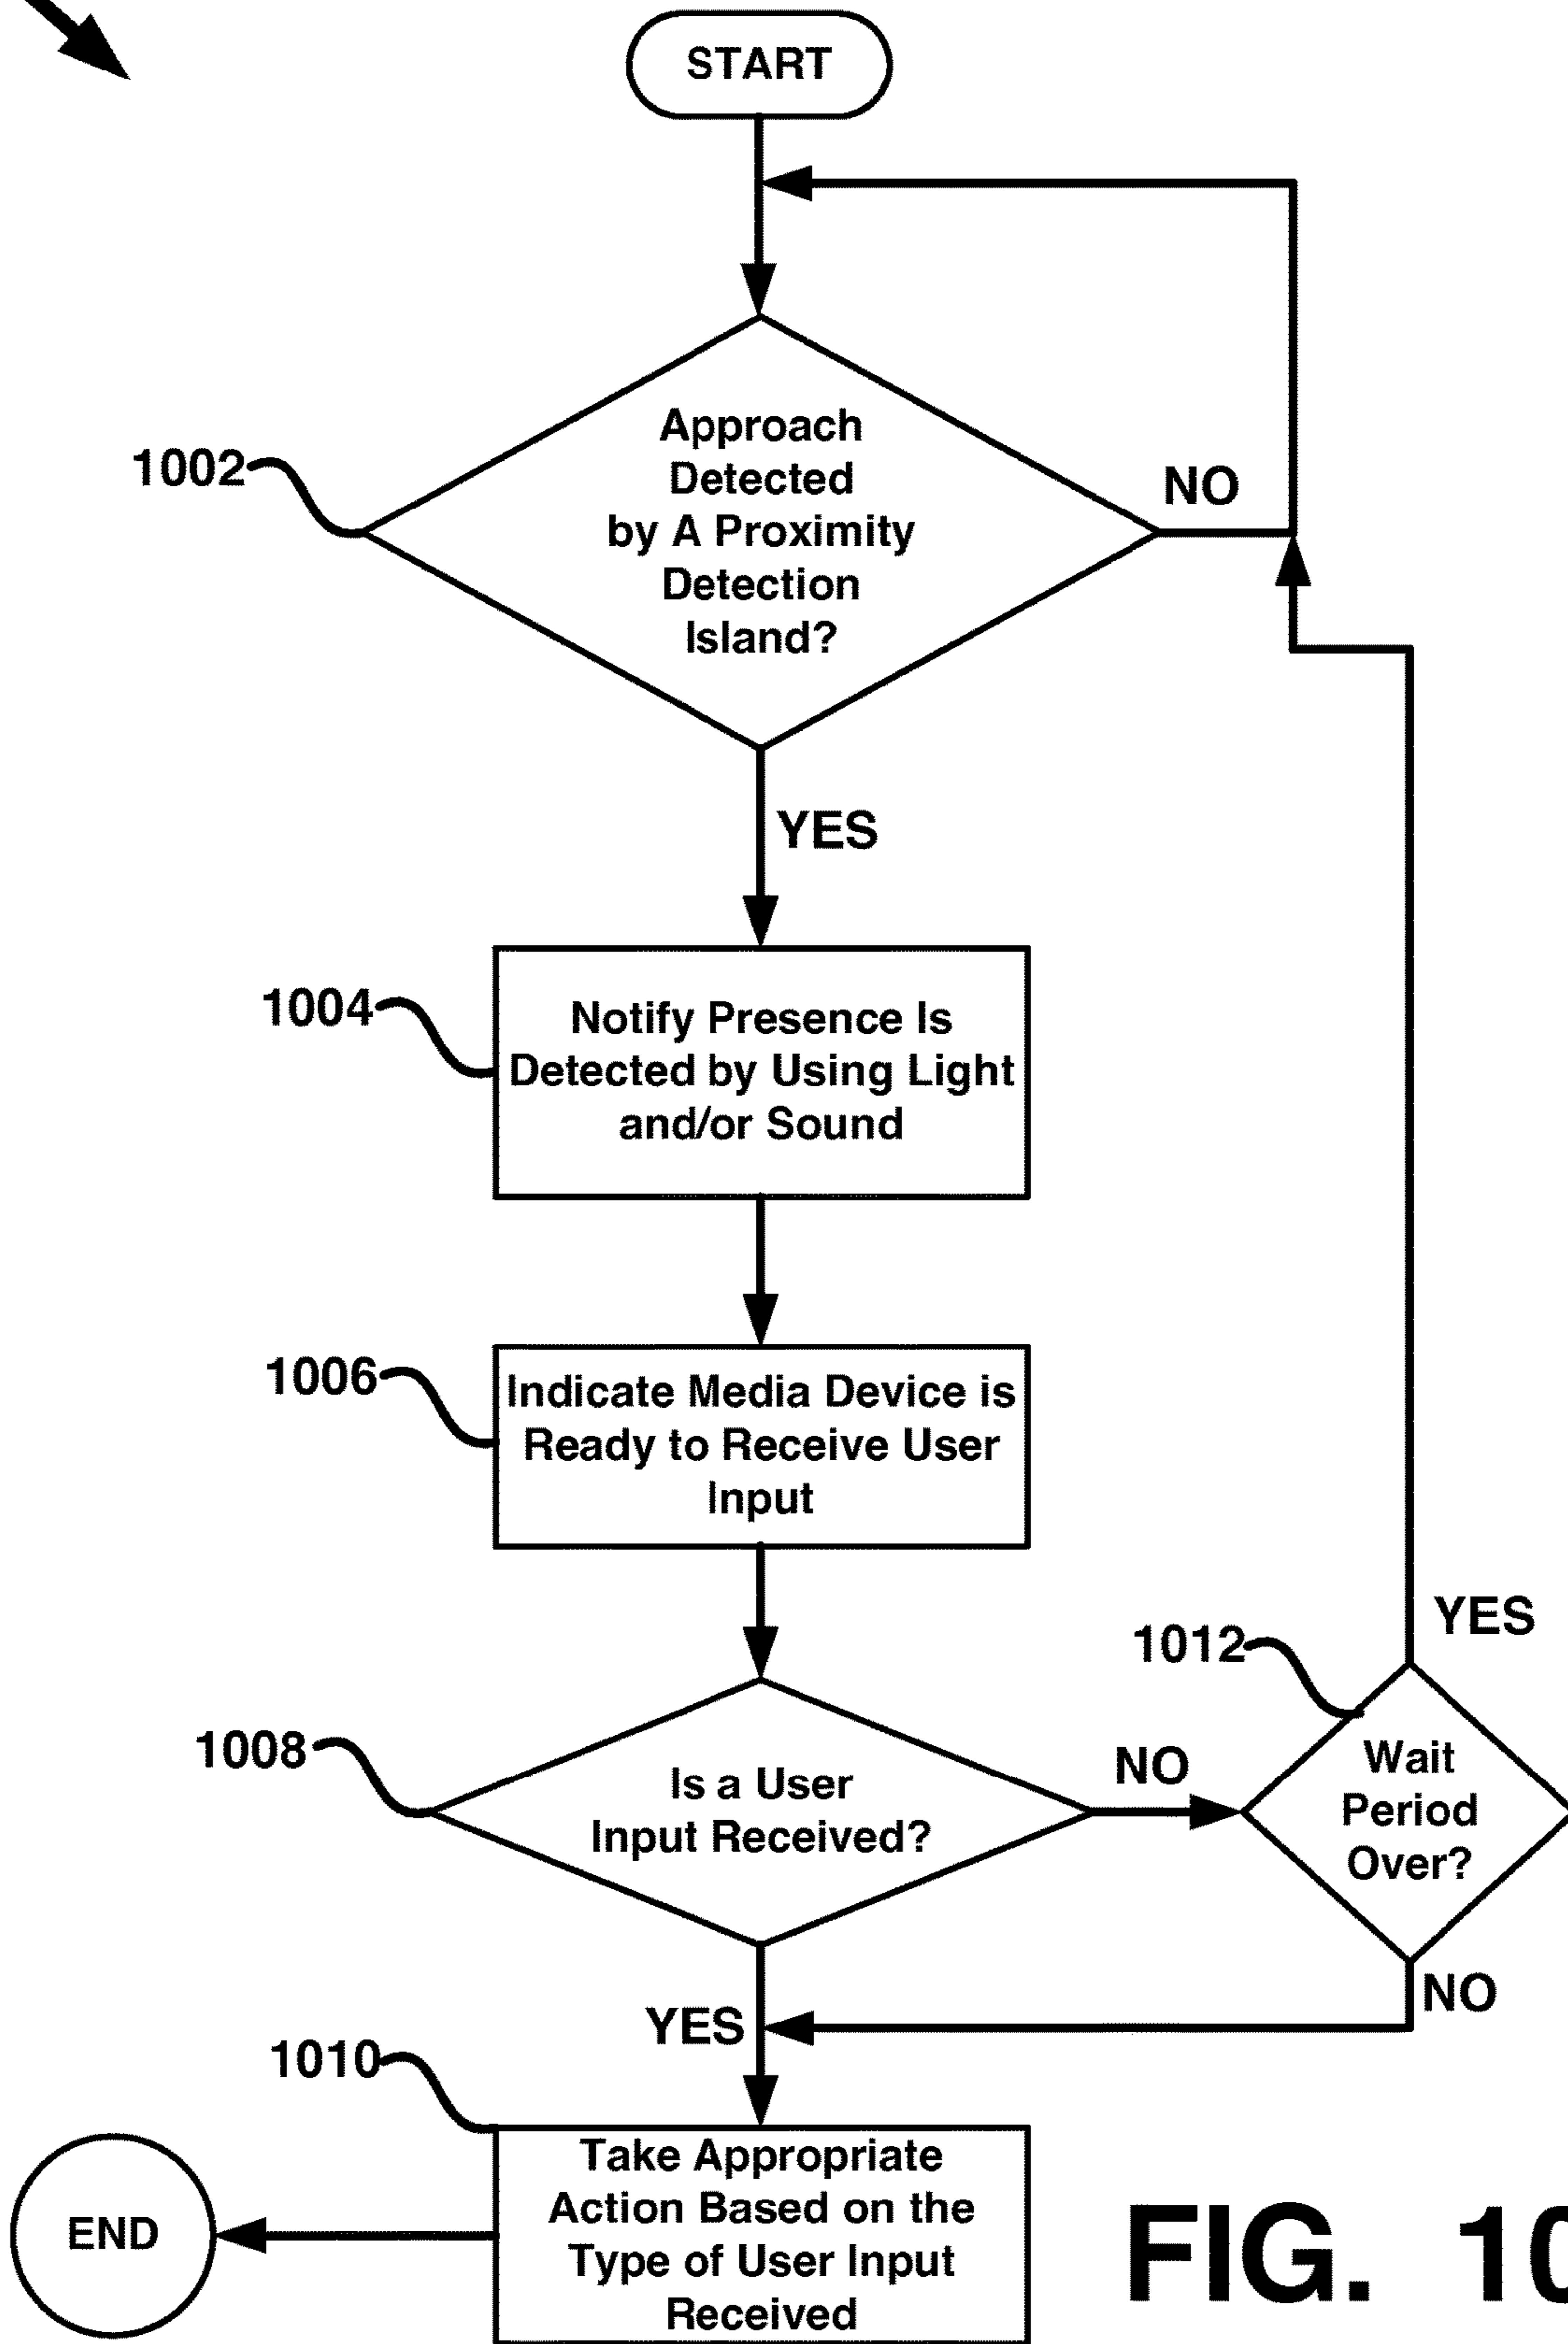 START
1002
Approach
Detected
by A Proximity
Detection
Island?
NO
YES
1004
Notify Presence Is
Detected by Using Light
and/or Sound
1006
Indicate Media Device is
Ready to Receive User
Input
YES
1012
1008
Is a User
Input Received?
NO
Wait
Period
Over?
NO
YES
1010
Take Appropriate
Action Based on the
Type of User Input
Received
END
FIG. 10